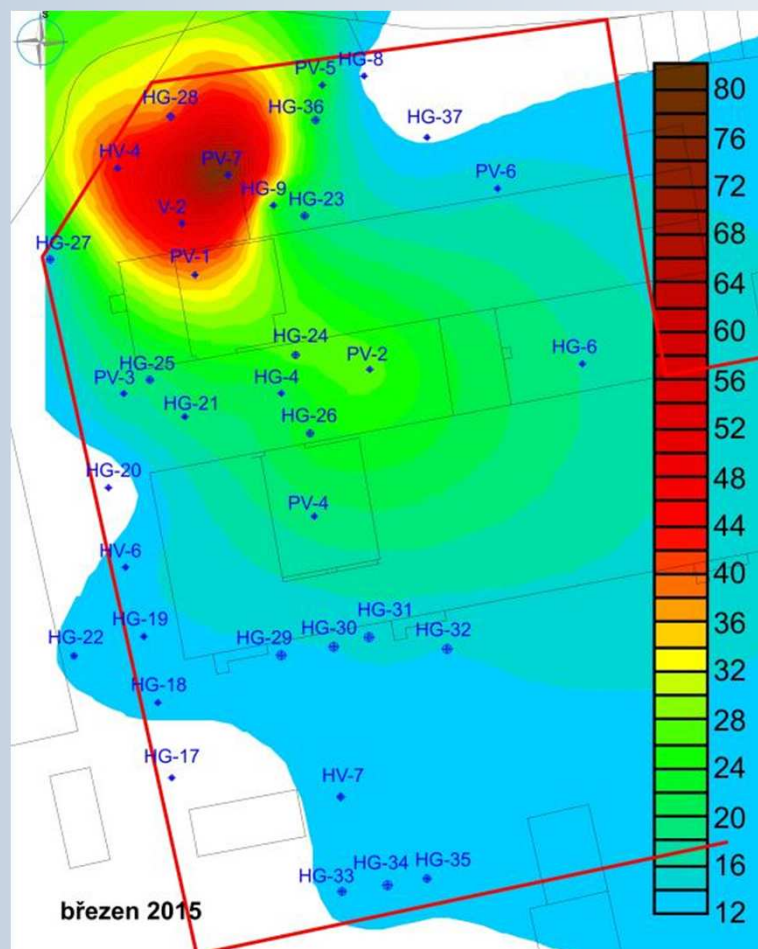 S
HG-8
PV-5
HG-28
HG-36
HG-37
HV-4
PV-7
PV-6
HG-9
HG-23
V-2
HG-27
PV-1
HG-24
PV-2
HG-6
HG-25
PV-3
HG-4
HG-21
HG-26
HG-20
PV-4
HV-6
HG-19
HG-31
HG-22
HG-29
HG-30
HG-32
HG-18
HG-17
HV-7
HG-33
HG-34
HG-35
březen 2015
80
76
72
68
64
60
56
52
48
44
40
36
32
28
24
20
16
12